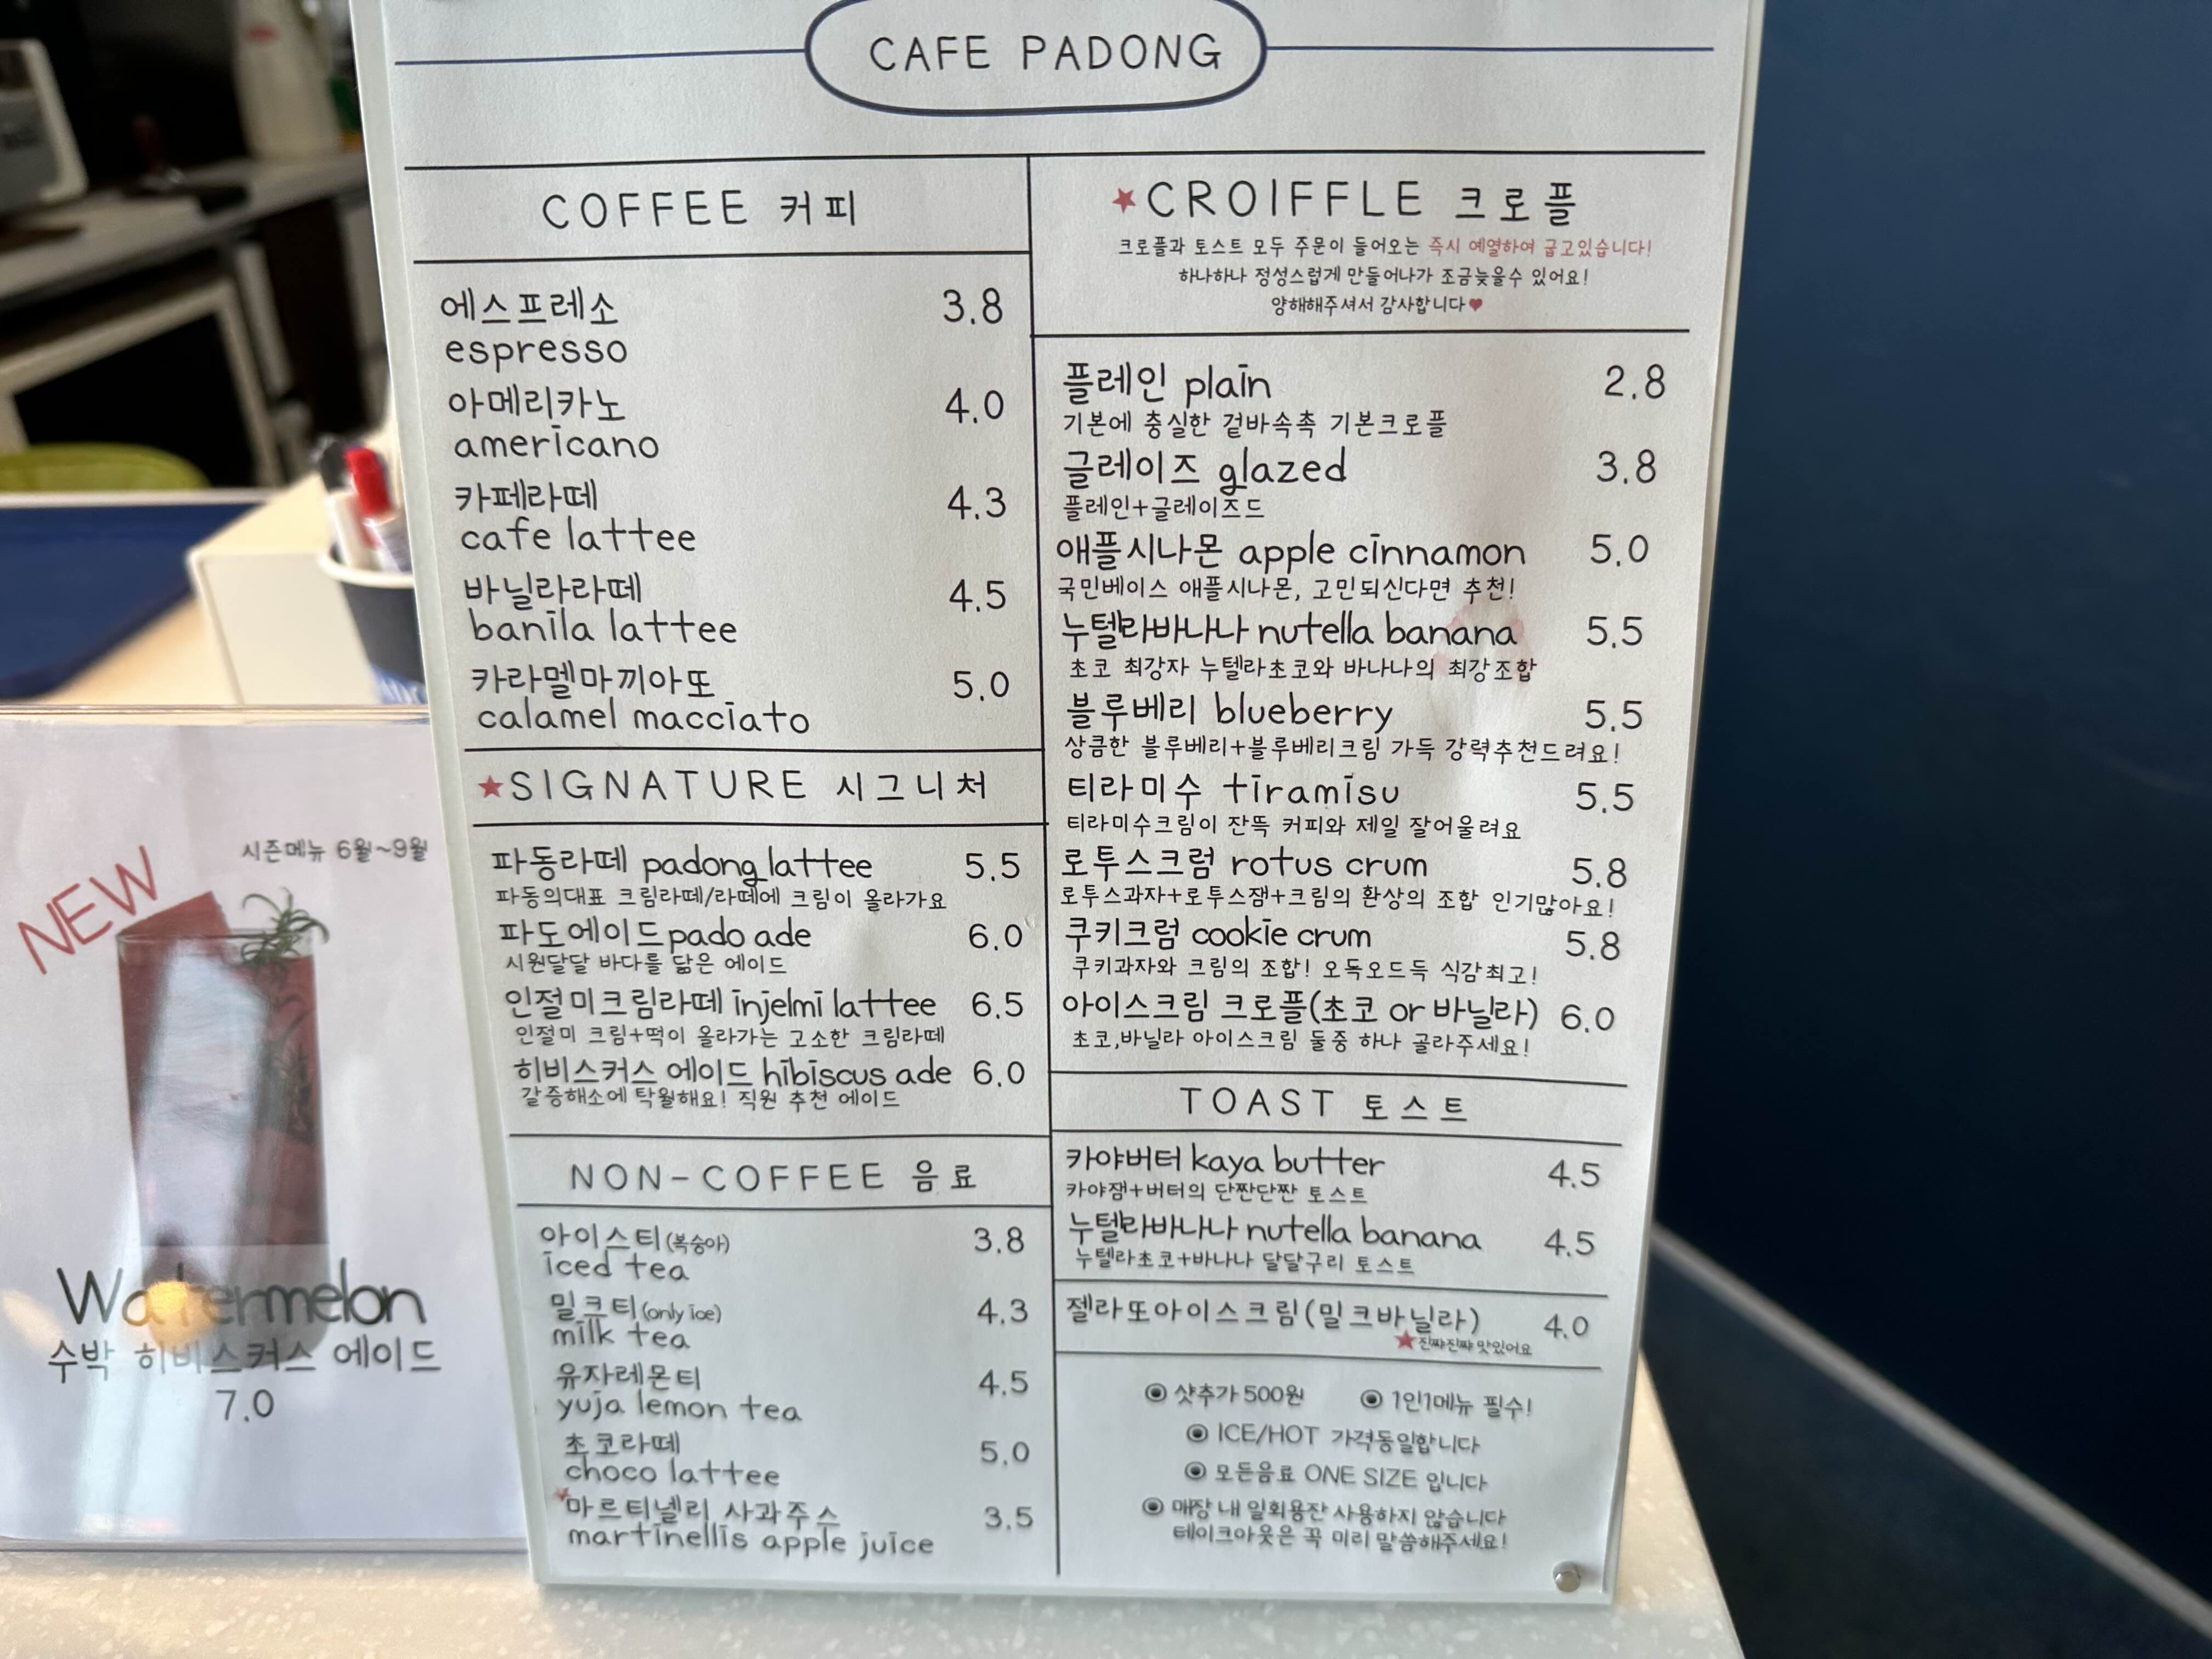 CAFE PADONG
COFFEE 커피
에스프레소 3.8
espresso
아메리카노 4.0
americano
카페라떼 4.3
cafe lattee
바닐라라떼 4.5
banila lattee
카라멜마끼아또 5.0
calamel macciato
★SIGNATURE 시그니처
파동라떼 padong lattee 5.5
파동의대표 크림라떼/라떼에 크림이 올라가요
파도에이드 pado ade 6.0
시원달달 바다를 닮은 에이드
인절미크림라떼 injelmi lattee 6.5
인절미 크림+떡이 올라가는 고소한 크림라떼
히비스커스 에이드 hibiscus ade 6.0
갈증해소에 탁월해요! 직원 추천 에이드
NON-COFFEE 음료
아이스티(복숭아) 3.8
iced tea
밀크티(only ice) 4.3
milk tea
유자레몬티 4.5
yuja lemon tea
초코라떼 5.0
choco lattee
마르티넬리 사과주스 3.5
martinellis apple juice
★CROIFFLE 크로플
크로플과 토스트 모두 주문이 들어오는 즉시 예열하여 굽고있습니다!
하나하나 정성스럽게 만들어나가 조금늦을수 있어요!
양해해주셔서 감사합니다♥
플레인 plain 2.8
기본에 충실한 겉바속촉 기본크로플
글레이즈 glazed 3.8
플레인+글레이즈드
애플시나몬 apple cinnamon 5.0
국민베이스 애플시나몬, 고민되신다면 추천!
누텔라바나나 nutella banana 5.5
초코 최강자 누텔라초코와 바나나의 최강조합
블루베리 blueberry 5.5
상큼한 블루베리+블루베리크림 가득 강력추천드려요!
티라미수 tiramisu 5.5
티라미수크림이 잔뜩 커피와 제일 잘어울려요
로투스크럼 rotus crum 5.8
로투스과자+로투스잼+크림의 환상의 조합 인기많아요!
쿠키크럼 cookie crum 5.8
쿠키과자와 크림의 조합! 오독오드득 식감최고!
아이스크림 크로플(초코 or 바닐라) 6.0
초코,바닐라 아이스크림 둘중 하나 골라주세요!
TOAST 토스트
카야버터 kaya butter 4.5
카야잼+버터의 단짠단짠 토스트
누텔라바나나 nutella banana 4.5
누텔라초코+바나나 달달구리 토스트
젤라또아이스크림(밀크바닐라) 4.0
★진짜진짜 맛있어요
◉ 샷추가 500원 ◉ 1인1메뉴 필수!
◉ ICE/HOT 가격동일합니다
◉ 모든음료 ONE SIZE 입니다
◉ 매장 내 일회용잔 사용하지 않습니다
테이크아웃은 꼭 미리 말씀해주세요!
시즌메뉴 6월~9월
NEW
Watermelon
수박 히비스커스 에이드
7.0